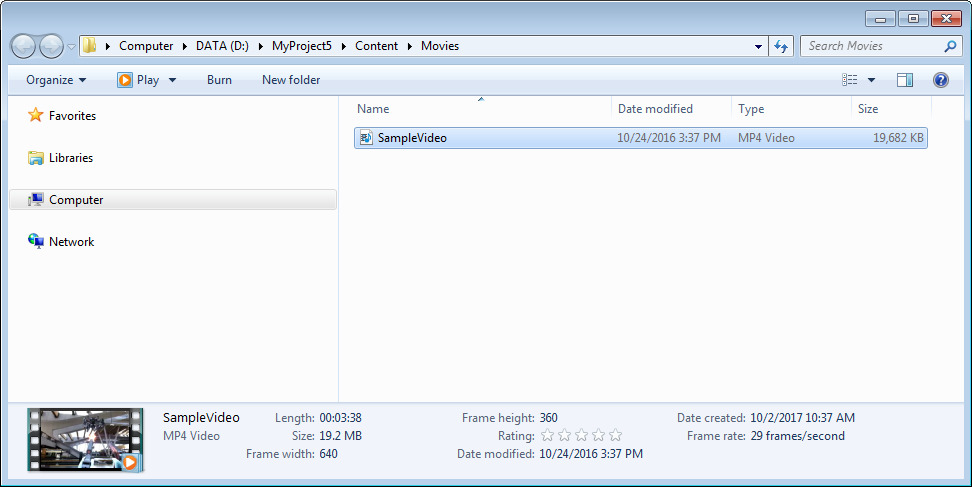 Computer DATA (D:) MyProject5 Content Movies Search Movies
Organize Play Burn New folder
Name Date modified Type Size
Favorites
SampleVideo 10/24/2016 3:37 PM MP4 Video 19,682 KB
Libraries
Computer
Network
SampleVideo Length: 00:03:38 Frame height: 360 Date created: 10/2/2017 10:37 AM
MP4 Video Size: 19.2 MB Rating: Frame rate: 29 frames/second
Frame width: 640 Date modified: 10/24/2016 3:37 PM